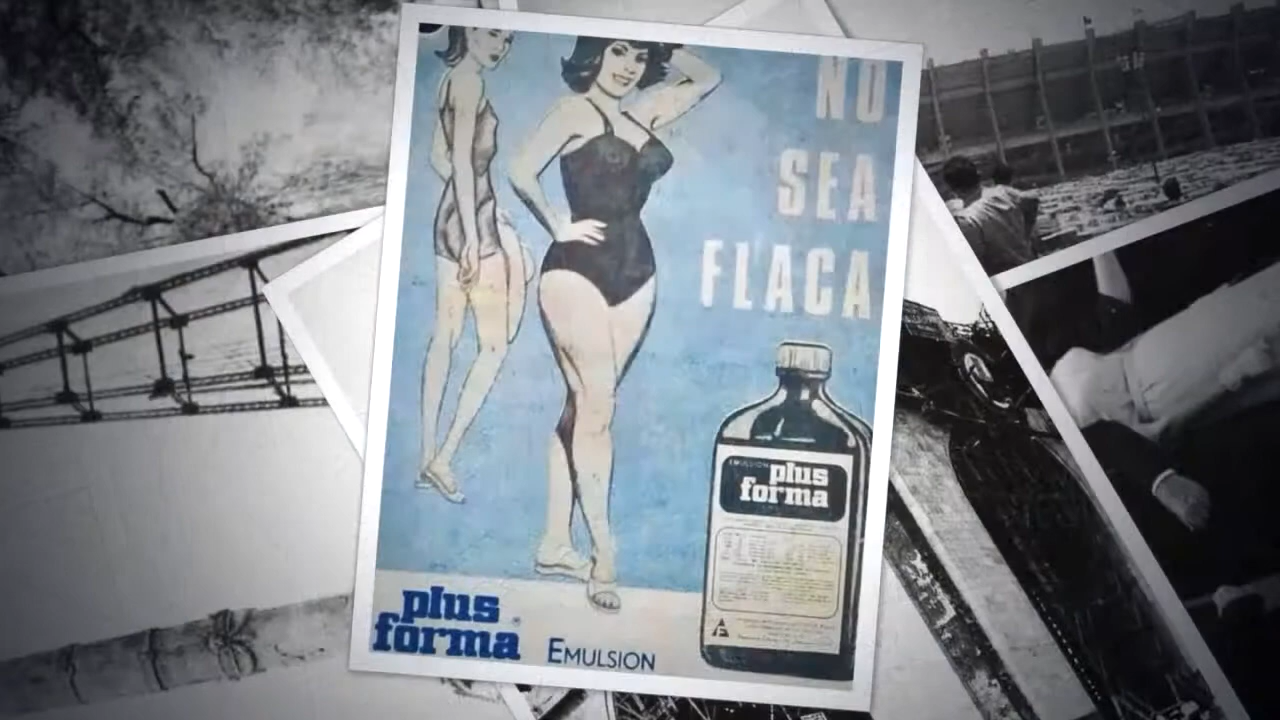 NO
SEA
FLACA
EMULSION plus
forma
plus
forma®
EMULSION